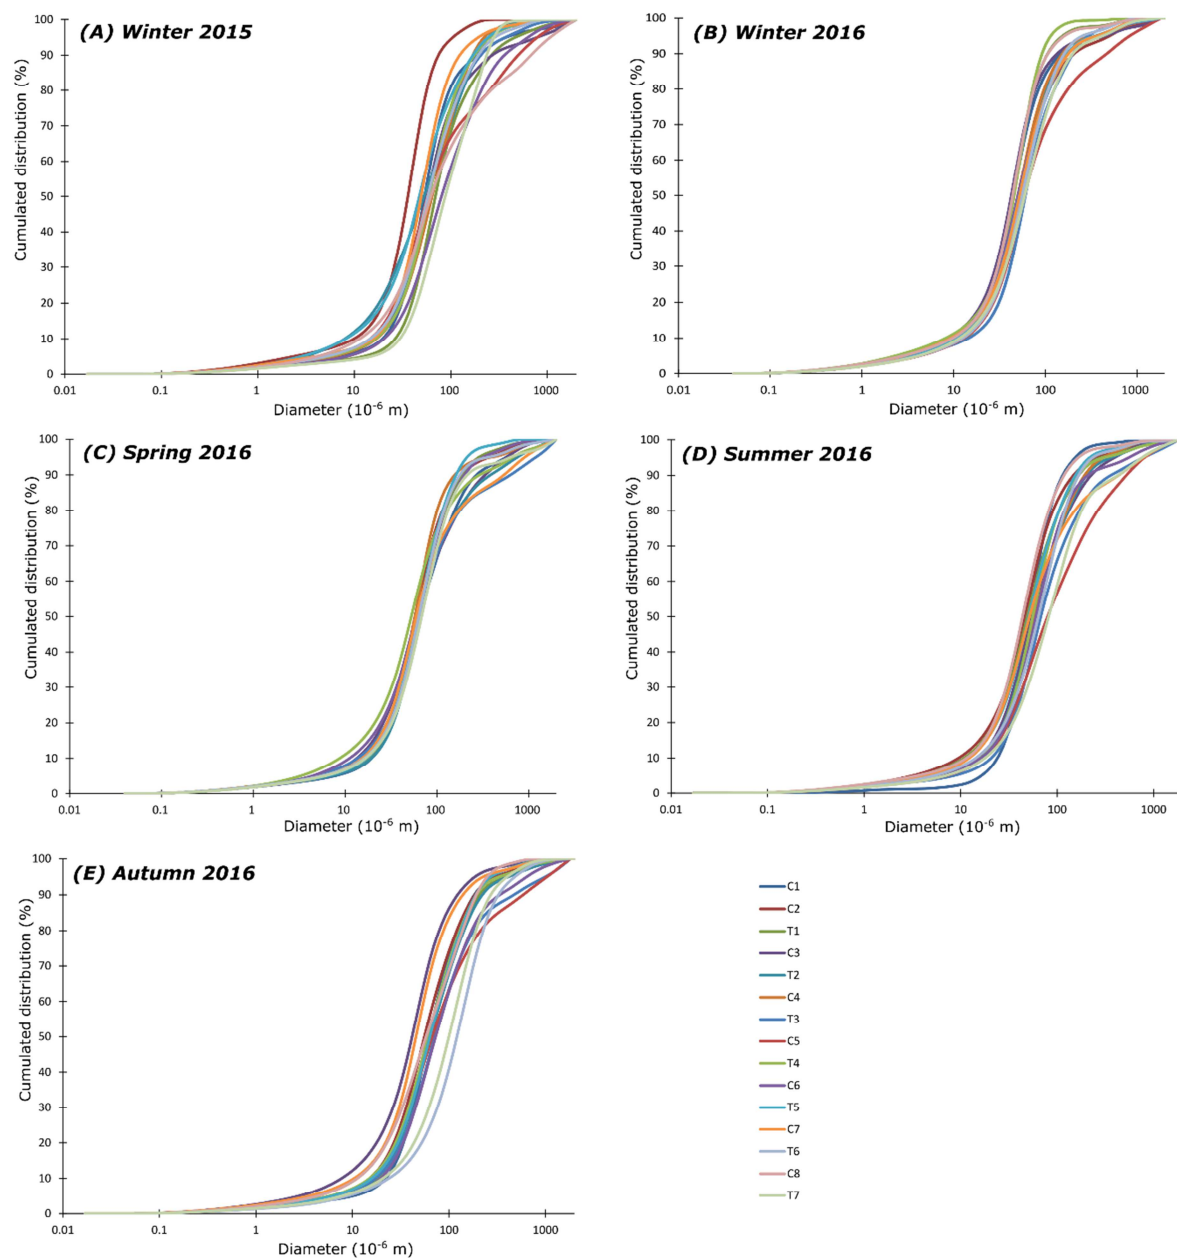 (A) Winter 2015
Cumulated distribution (%)
100
90
80
70
60
50
40
30
20
10
0
0.01 0.1 1 10 100 1000
Diameter (10-6 m)
(B) Winter 2016
Cumulated distribution (%)
100
90
80
70
60
50
40
30
20
10
0
0.01 0.1 1 10 100 1000
Diameter (10-6 m)
(C) Spring 2016
Cumulated distribution (%)
100
90
80
70
60
50
40
30
20
10
0
0.01 0.1 1 10 100 1000
Diameter (10-6 m)
(D) Summer 2016
Cumulated distribution (%)
100
90
80
70
60
50
40
30
20
10
0
0.01 0.1 1 10 100 1000
Diameter (10-6 m)
(E) Autumn 2016
Cumulated distribution (%)
100
90
80
70
60
50
40
30
20
10
0
0.01 0.1 1 10 100 1000
Diameter (10-6 m)
C1
C2
T1
C3
T2
C4
T3
C5
T4
C6
T5
C7
T6
C8
T7